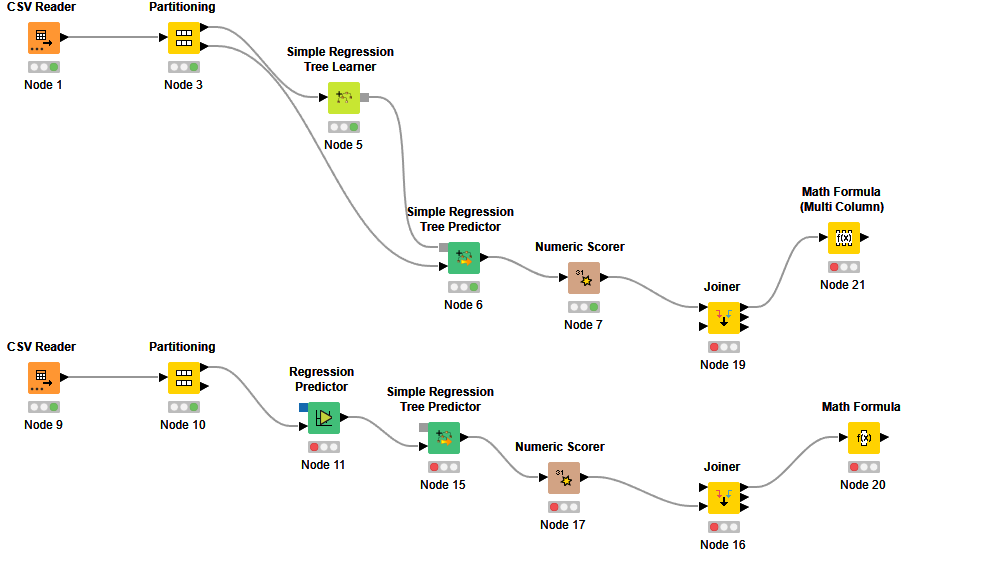 CSV Reader
Partitioning
Node 1
Node 3
Simple Regression
Tree Learner
Node 5
Simple Regression
Tree Predictor
Node 6
Numeric Scorer
31
Node 7
Joiner
Node 19
Math Formula
(Multi Column)
f(x)
Node 21
CSV Reader
Partitioning
Node 9
Node 10
Regression
Predictor
Node 11
Simple Regression
Tree Predictor
Node 15
Numeric Scorer
31
Node 17
Joiner
Node 16
Math Formula
f(x)
Node 20